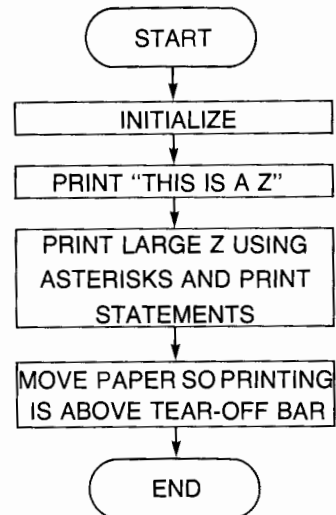 START
INITIALIZE
PRINT "THIS IS A Z"
PRINT LARGE Z USING
ASTERISKS AND PRINT
STATEMENTS
MOVE PAPER SO PRINTING
IS ABOVE TEAR-OFF BAR
END